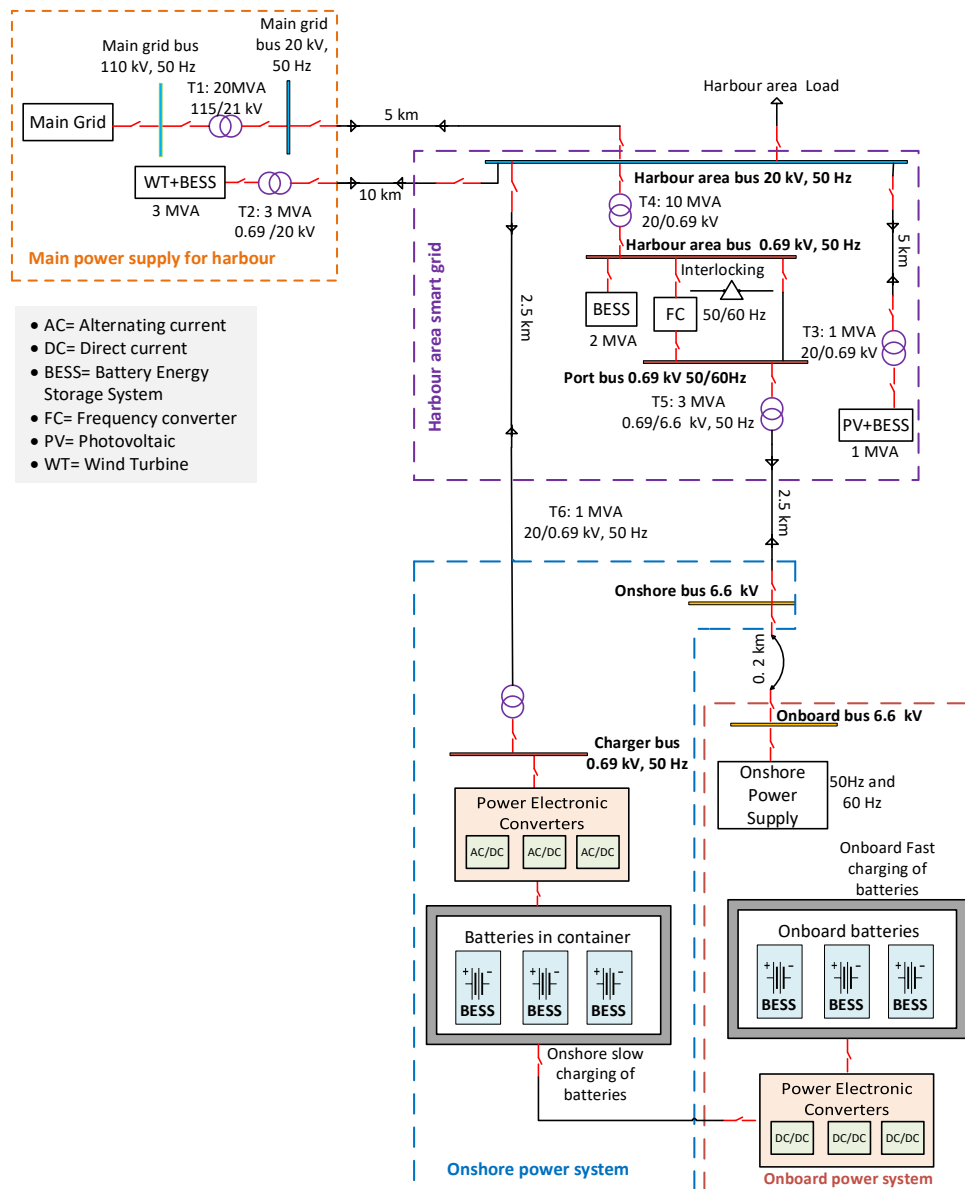 Main grid
bus 20 kV,
50 Hz
Main grid bus
110 kV, 50 Hz
T1: 20MVA
115/21 kV
Main Grid
5 km
Harbour area Load
WT+BESS
3 MVA
T2: 3 MVA
0.69 /20 kV
10 km
Main power supply for harbour
Harbour area bus 20 kV, 50 Hz
T4: 10 MVA
20/0.69 kV
Harbour area bus 0.69 kV, 50 Hz
Interlocking
BESS
2 MVA
FC
50/60 Hz
5 km
T3: 1 MVA
20/0.69 kV
Port bus 0.69 kV 50/60Hz
T5: 3 MVA
0.69/6.6 kV, 50 Hz
PV+BESS
1 MVA
Harbour area smart grid
2.5 km
2.5 km
• AC= Alternating current
• DC= Direct current
• BESS= Battery Energy
Storage System
• FC= Frequency converter
• PV= Photovoltaic
• WT= Wind Turbine
T6: 1 MVA
20/0.69 kV, 50 Hz
Onshore bus 6.6 kV
0. 2 km
Onboard bus 6.6 kV
Charger bus
0.69 kV, 50 Hz
Onshore
Power
Supply
50Hz and
60 Hz
Power Electronic
Converters
AC/DC
AC/DC
AC/DC
Onboard Fast
charging of
batteries
Batteries in container
+ −
BESS
+ −
BESS
+ −
BESS
Onboard batteries
+ −
BESS
+ −
BESS
+ −
BESS
Onshore slow
charging of
batteries
Power Electronic
Converters
DC/DC
DC/DC
DC/DC
Onshore power system
Onboard power system